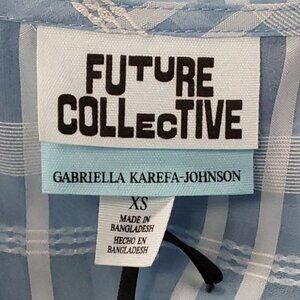 FUTURE
COLLECTIVE
GABRIELLA KAREFA-JOHNSON
XS
MADE IN
BANGLADESH
HECHO EN
BANGLADESH